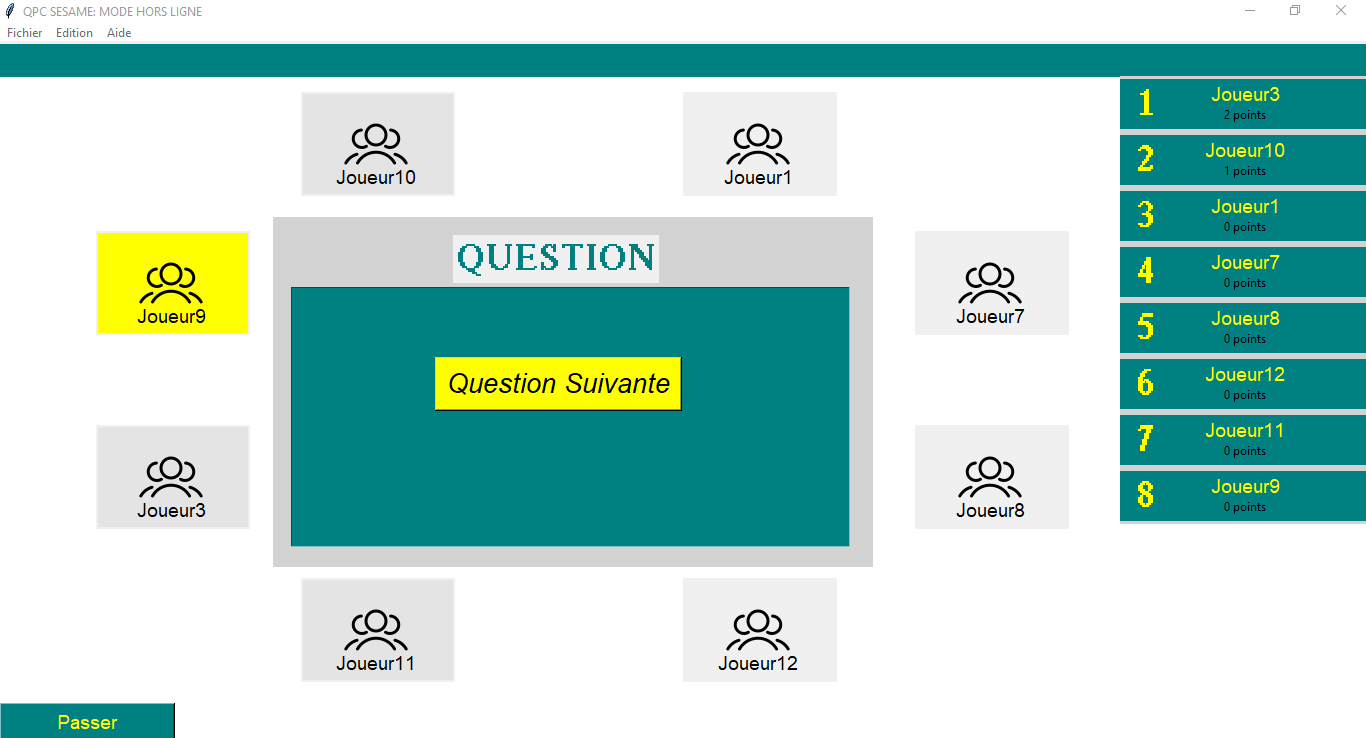 QPC SESAME: MODE HORS LIGNE
Fichier Edition Aide
Joueur10
Joueur1
Joueur9
QUESTION
Joueur7
Question Suivante
Joueur3
Joueur8
Joueur11
Joueur12
Passer
1 Joueur3
2 points
2 Joueur10
1 points
3 Joueur1
0 points
4 Joueur7
0 points
5 Joueur8
0 points
6 Joueur12
0 points
7 Joueur11
0 points
8 Joueur9
0 points